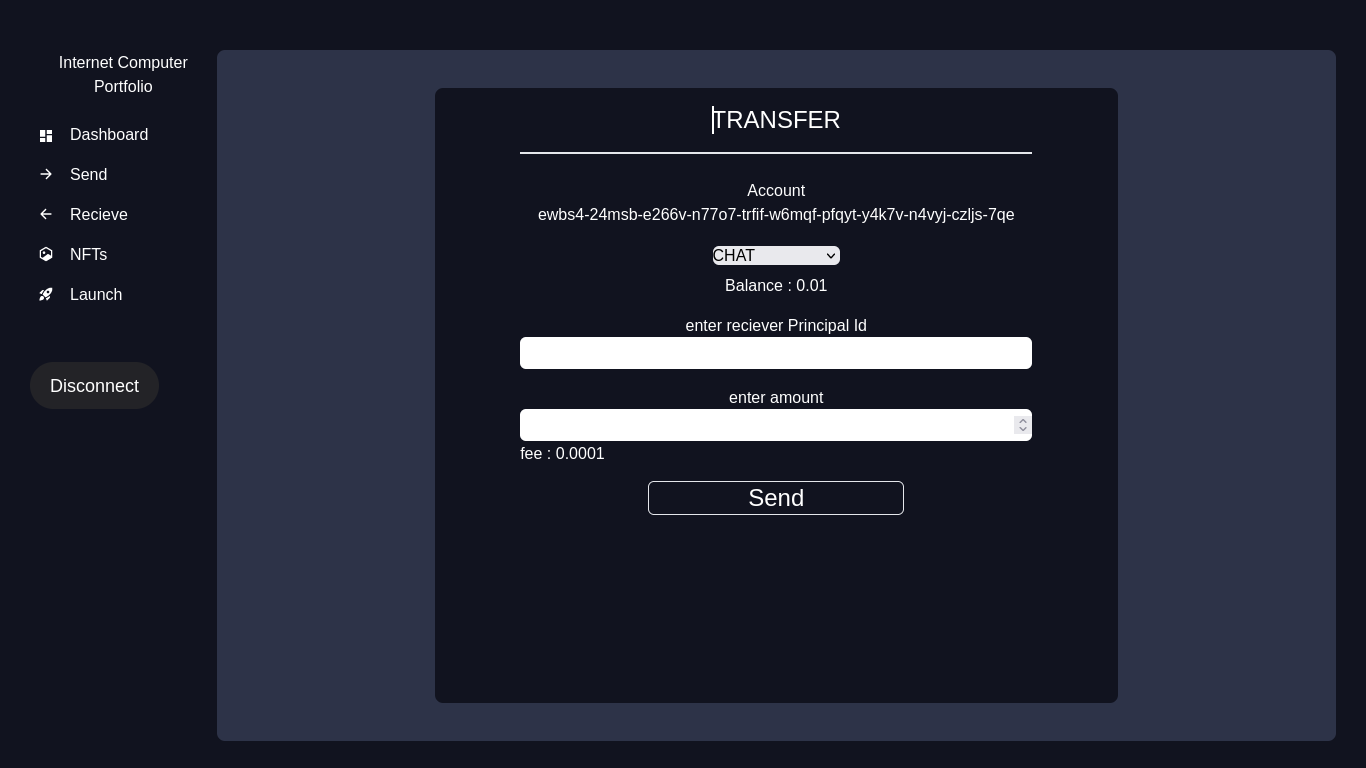 Internet Computer
Portfolio
Dashboard
Send
Recieve
NFTs
Launch
Disconnect
TRANSFER
Account
ewbs4-24msb-e266v-n77o7-trfif-w6mqf-pfqyt-y4k7v-n4vyj-czljs-7qe
CHAT
Balance : 0.01
enter reciever Principal Id
enter amount
fee : 0.0001
Send